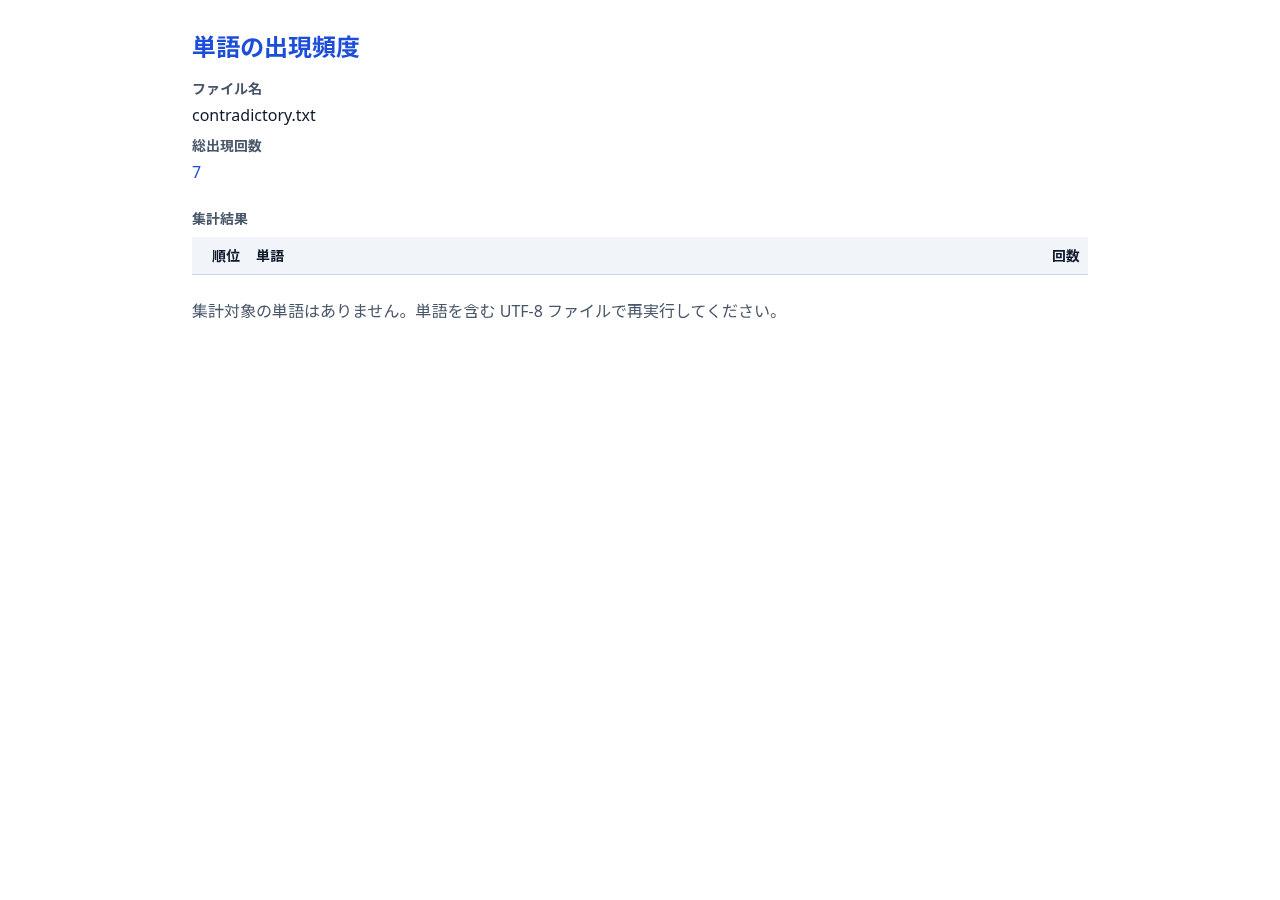 単語の出現頻度
ファイル名
contradictory.txt
総出現回数
7
集計結果
順位 単語 回数
集計対象の単語はありません。単語を含む UTF-8 ファイルで再実行してください。